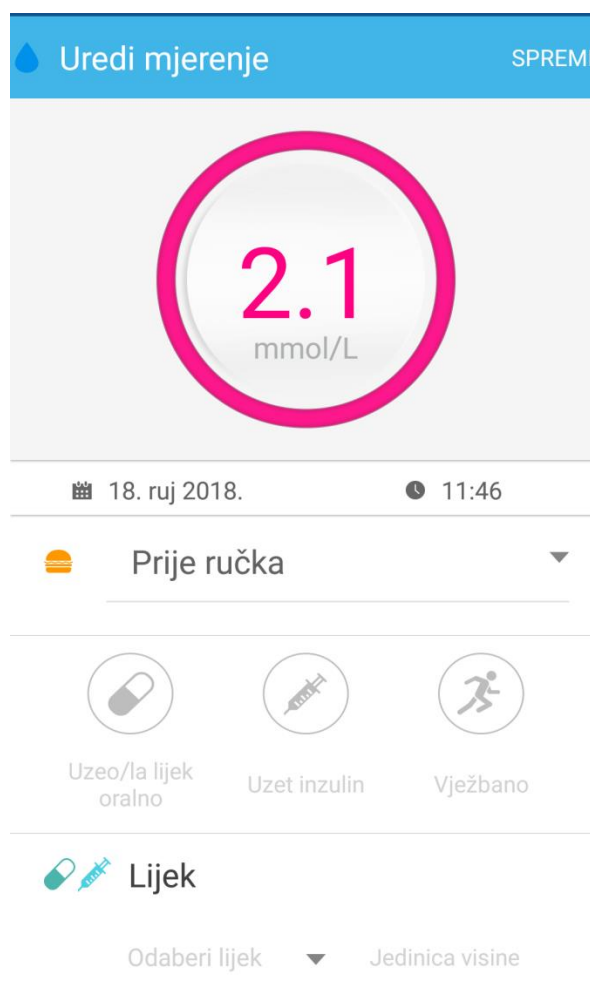 Uredi mjerenje
SPREMI
2.1
mmol/L
18. ruj 2018.
11:46
Prije ručka
Uzeo/la lijek
oralno
Uzet inzulin
Vježbano
Lijek
Odaberi lijek
Jedinica visine